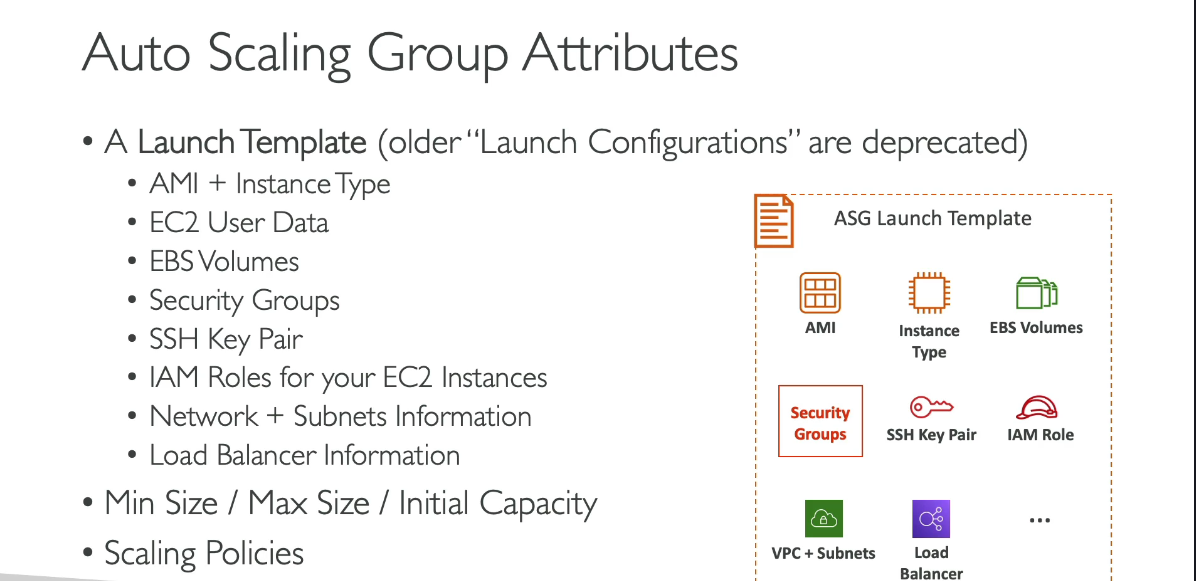 Auto Scaling Group Attributes
• A Launch Template (older “Launch Configurations” are deprecated)
• AMI + Instance Type
• EC2 User Data
• EBS Volumes
• Security Groups
• SSH Key Pair
• IAM Roles for your EC2 Instances
• Network + Subnets Information
• Load Balancer Information
• Min Size / Max Size / Initial Capacity
• Scaling Policies
ASG Launch Template
AMI
Instance
Type
EBS Volumes
Security
Groups
SSH Key Pair
IAM Role
VPC + Subnets
Load
Balancer
...